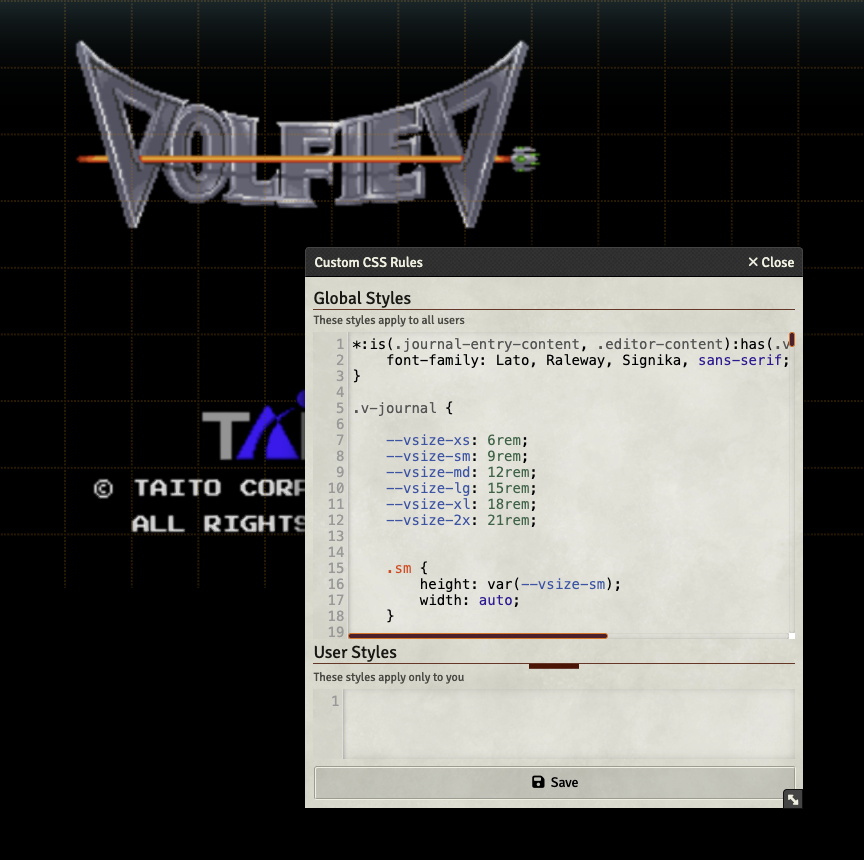 VOLFIED
TAI
© TAITO CORP
ALL RIGHTS
Custom CSS Rules
× Close
Global Styles
These styles apply to all users
1 *:is(.journal-entry-content, .editor-content):has(.v
2 font-family: Lato, Raleway, Signika, sans-serif;
3 }
4
5 .v-journal {
6
7 --vsize-xs: 6rem;
8 --vsize-sm: 9rem;
9 --vsize-md: 12rem;
10 --vsize-lg: 15rem;
11 --vsize-xl: 18rem;
12 --vsize-2x: 21rem;
13
14
15 .sm {
16 height: var(--vsize-sm);
17 width: auto;
18 }
19
User Styles
These styles apply only to you
1
Save